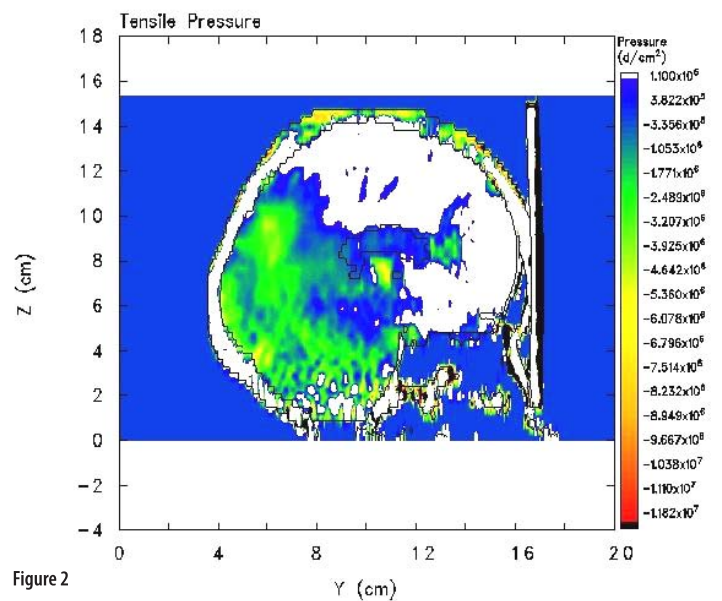 Tensile Pressure
Pressure
(d/cm²)
18
16
14
12
10
8
6
4
2
0
−2
−4
Z (cm)
0
4
8
12
16
20
Y (cm)
1.100x10⁶
3.822x10⁵
−3.356x10⁵
−1.053x10⁶
−1.771x10⁶
−2.489x10⁶
−3.207x10⁶
−3.925x10⁶
−4.642x10⁶
−5.360x10⁶
−6.078x10⁶
−6.796x10⁶
−7.514x10⁶
−8.232x10⁶
−8.949x10⁶
−9.667x10⁶
−1.038x10⁷
−1.110x10⁷
−1.182x10⁷
Figure 2